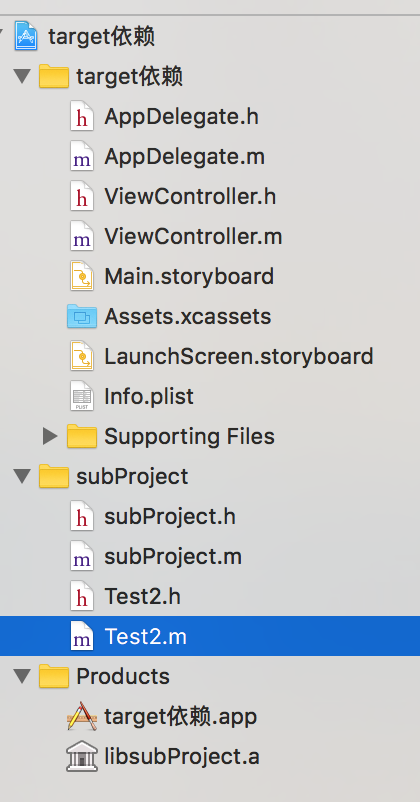 target依赖
target依赖
h AppDelegate.h
m AppDelegate.m
h ViewController.h
m ViewController.m
Main.storyboard
Assets.xcassets
LaunchScreen.storyboard
PLIST Info.plist
Supporting Files
subProject
h subProject.h
m subProject.m
h Test2.h
m Test2.m
Products
target依赖.app
libsubProject.a